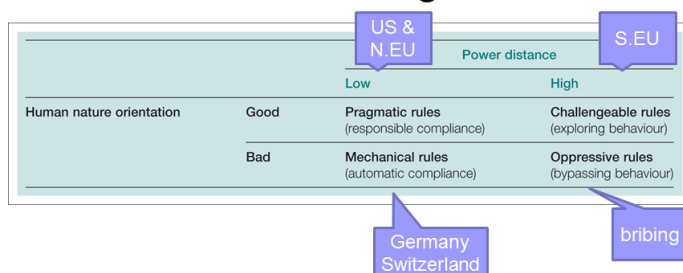 US &
N.EU
S.EU
Power distance
Low High
Human nature orientation Good Pragmatic rules Challengeable rules
(responsible compliance) (exploring behaviour)
Bad Mechanical rules Oppressive rules
(automatic compliance) (bypassing behaviour)
bribing
Germany
Switzerland